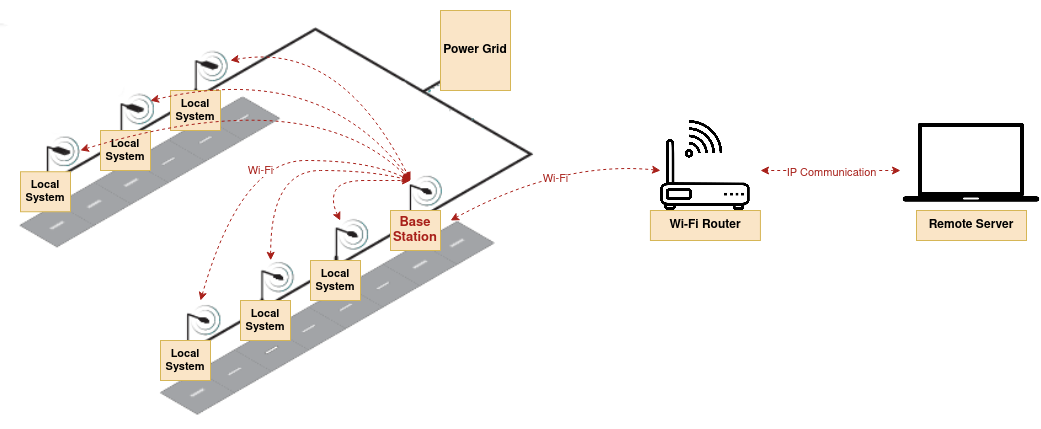 Power Grid
Local
System
Local
System
Local
System
Wi-Fi
Wi-Fi
IP Communication
Base
Station
Wi-Fi Router
Remote Server
Local
System
Local
System
Local
System